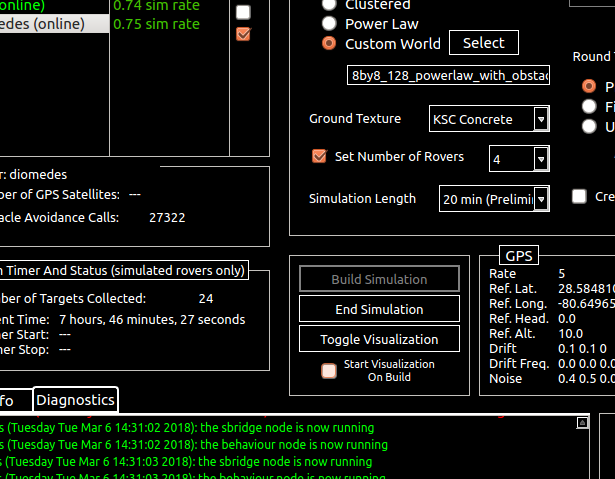 online)
0.74 sim rate
edes (online)
0.75 sim rate
Clustered
Power Law
Custom World
Select
8by8_128_powerlaw_with_obstac
Ground Texture
KSC Concrete
Set Number of Rovers
4
Simulation Length
20 min (Prelimin
Round
P
Fi
U
Cre
r: diomedes
ber of GPS Satellites: ---
acle Avoidance Calls: 27322
n Timer And Status (simulated rovers only)
ber of Targets Collected: 24
ent Time: 7 hours, 46 minutes, 27 seconds
ner Start: ---
ner Stop: ---
Build Simulation
End Simulation
Toggle Visualization
Start Visualization
On Build
GPS
Rate 5
Ref. Lat. 28.584810
Ref. Long. -80.64965
Ref. Head. 0.0
Ref. Alt. 10.0
Drift 0.1 0.1 0
Drift Freq. 0.0 0.0 0.0
Noise 0.4 0.5 0.0
nfo
Diagnostics
s (Tuesday Tue Mar 6 14:31:02 2018): the sbridge node is now running
s (Tuesday Tue Mar 6 14:31:02 2018): the behaviour node is now running
s (Tuesday Tue Mar 6 14:31:03 2018): the sbridge node is now running
s (Tuesday Tue Mar 6 14:31:03 2018): the behaviour node is now running